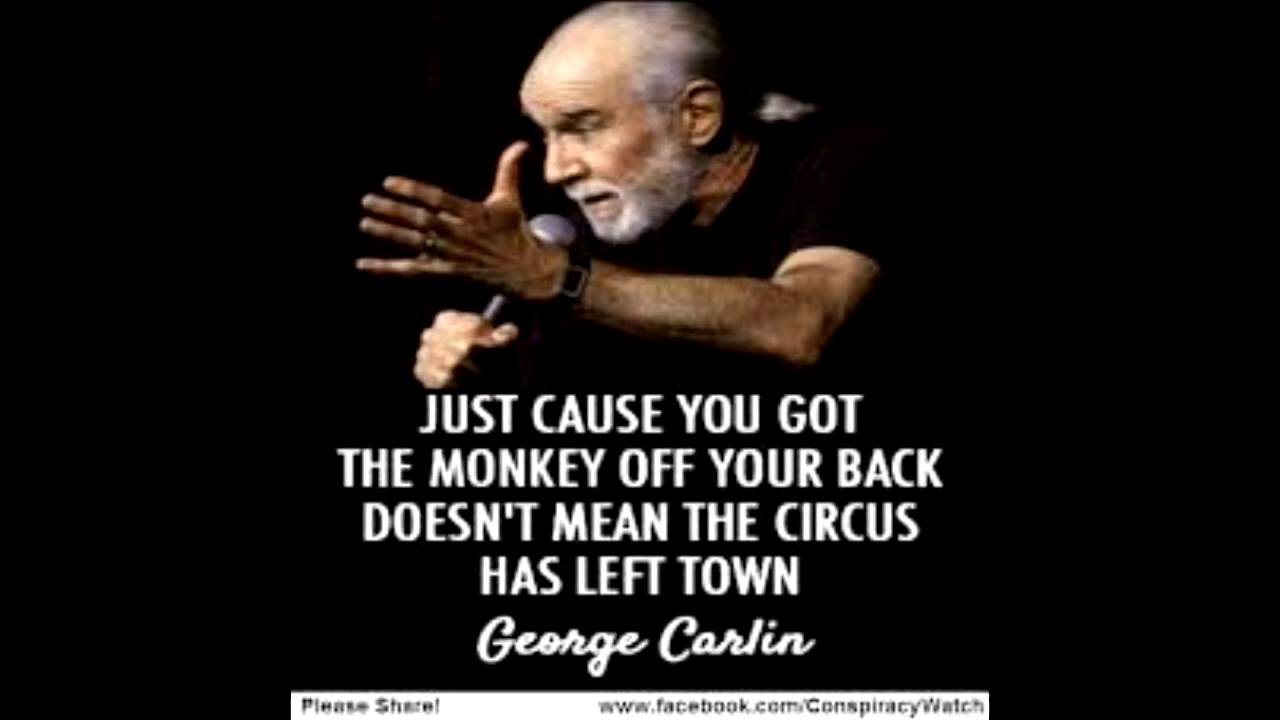 JUST CAUSE YOU GOT
THE MONKEY OFF YOUR BACK
DOESN'T MEAN THE CIRCUS
HAS LEFT TOWN
George Carlin
Please Share! www.facebook.com/ConspiracyWatch